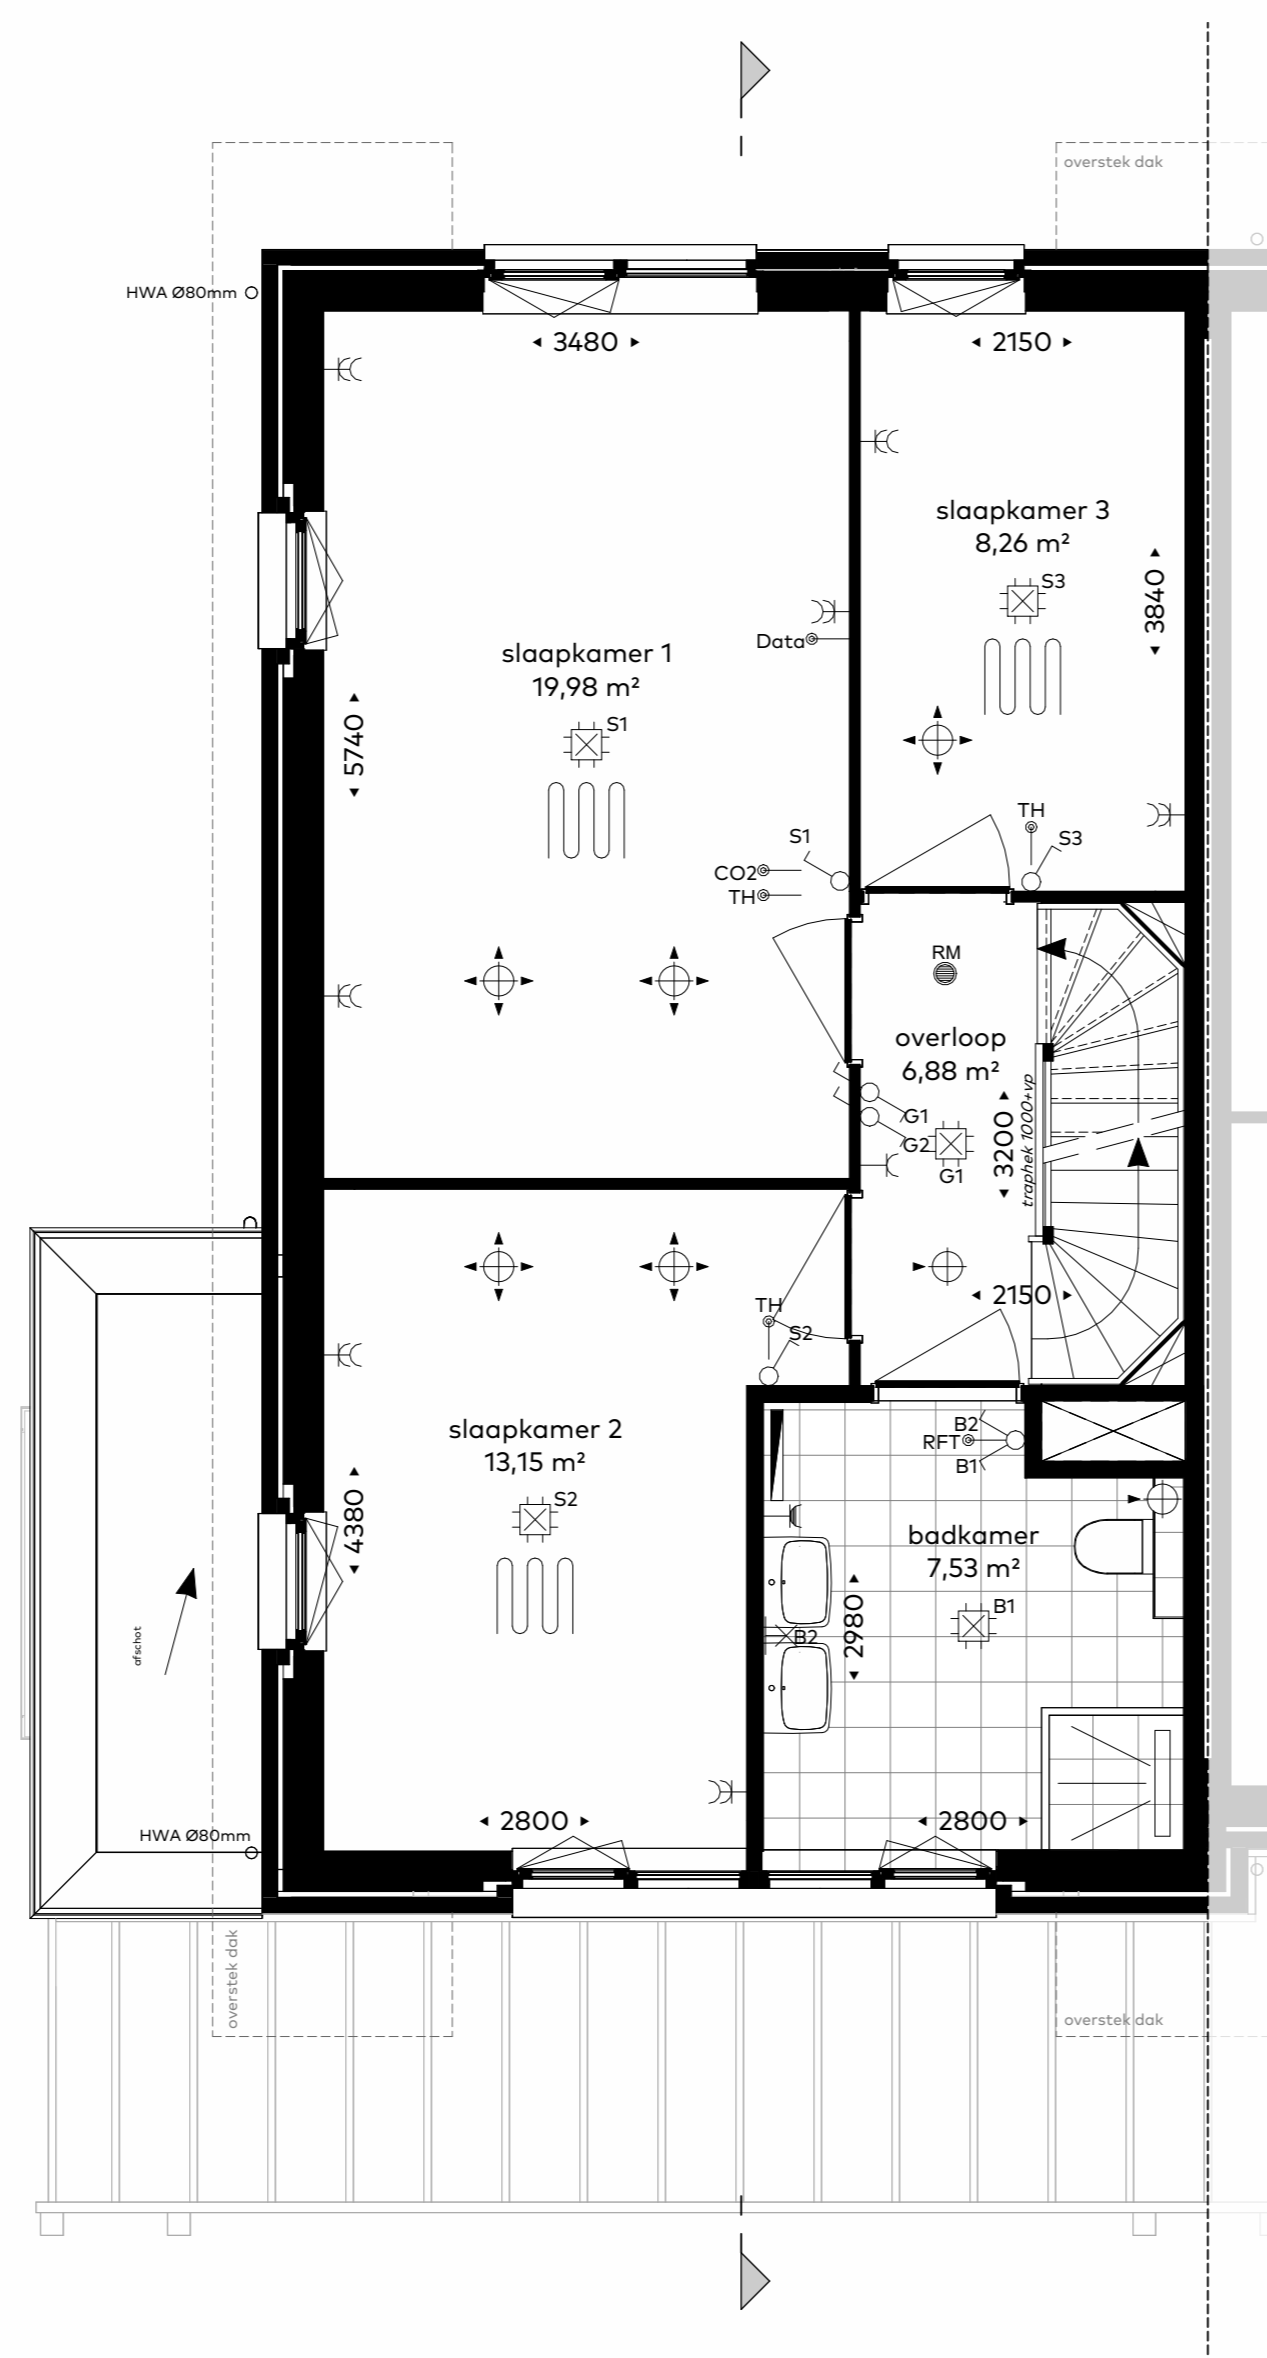 overstek dak
HWA Ø80mm
3480
2150
slaapkamer 3
8,26 m²
S3
3840
Data
slaapkamer 1
19,98 m²
S1
5740
TH
S3
S1
CO2
TH
RM
overloop
6,88 m²
G1
G2
G1
3200
traphek 1000+vp
2150
TH
S2
slaapkamer 2
13,15 m²
S2
4380
B2
RFT
B1
badkamer
7,53 m²
B1
B2
2980
afschot
2800
2800
HWA Ø80mm
overstek dak
overstek dak